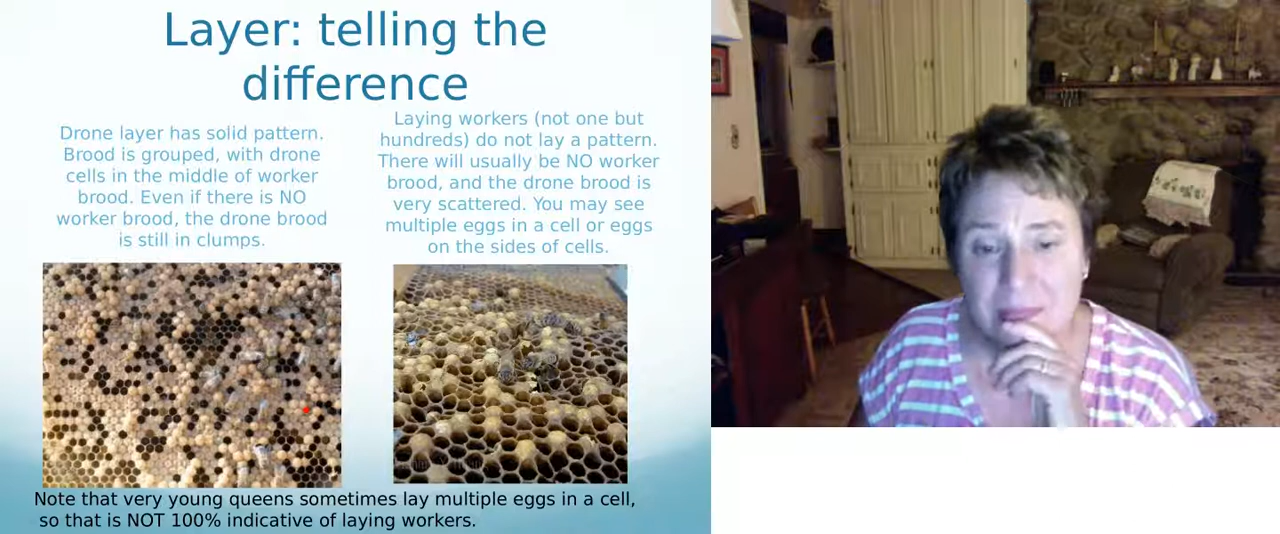 Layer: telling the
difference
Drone layer has solid pattern.
Brood is grouped, with drone
cells in the middle of worker
brood. Even if there is NO
worker brood, the drone brood
is still in clumps.
Laying workers (not one but
hundreds) do not lay a pattern.
There will usually be NO worker
brood, and the drone brood is
very scattered. You may see
multiple eggs in a cell or eggs
on the sides of cells.
Note that very young queens sometimes lay multiple eggs in a cell,
so that is NOT 100% indicative of laying workers.